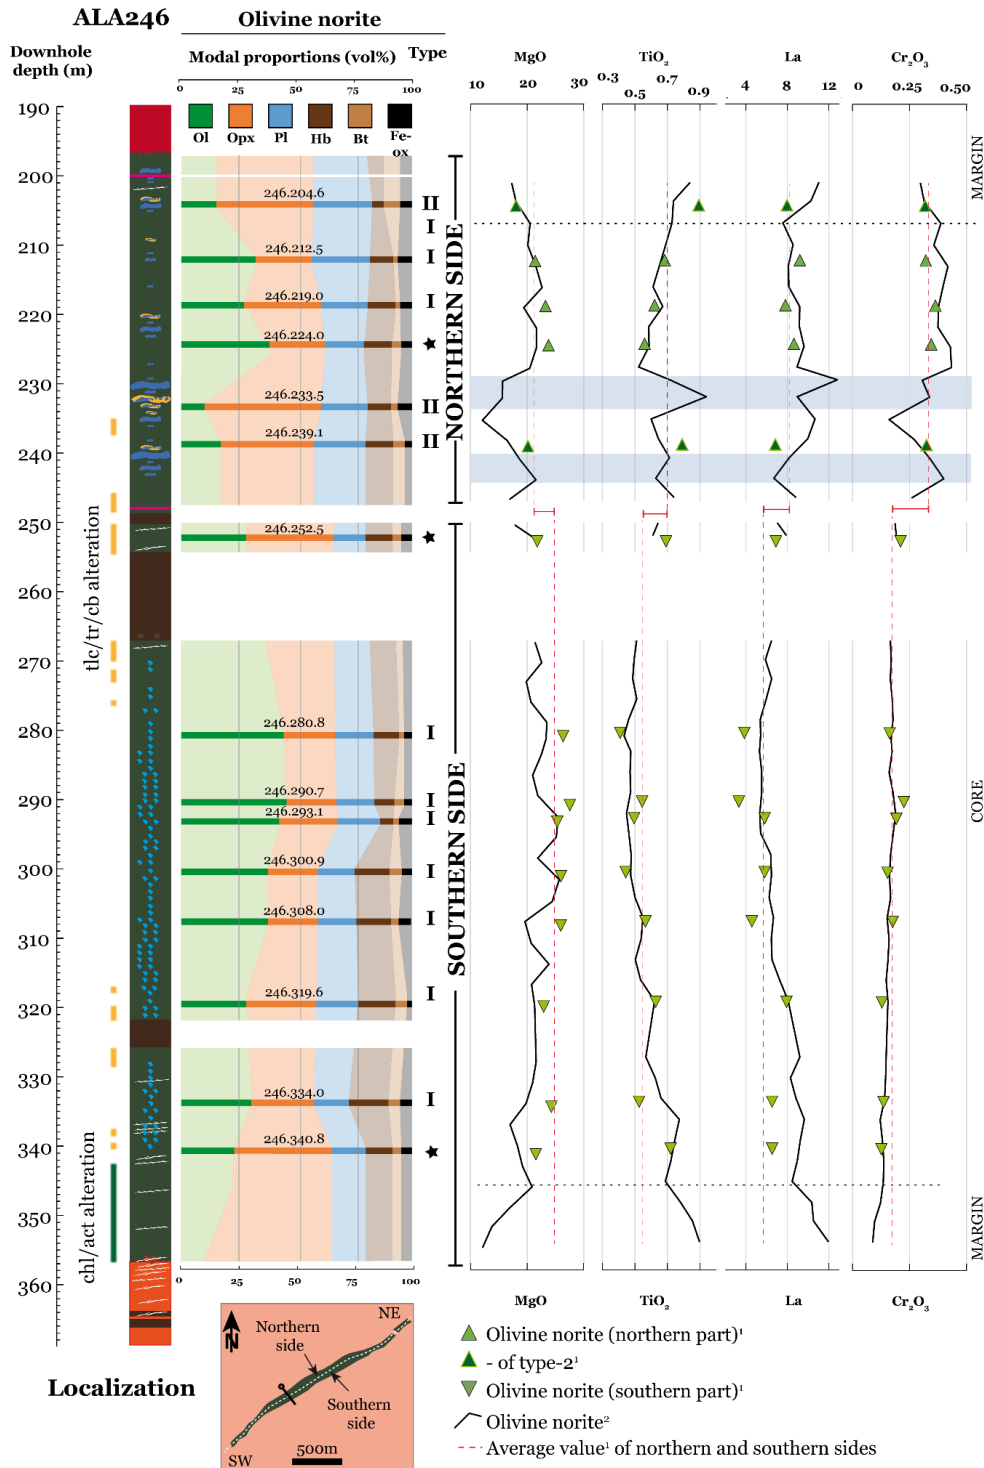 ALA246
Olivine norite
Downhole depth (m)
Modal proportions (vol%) Type
0 25 50 75 100
Ol Opx Pl Hb Bt Fe-ox
MgO TiO₂ La Cr₂O₃
10 20 30
0.3 0.5 0.7 0.9
4 8 12
0 0.25 0.50
190
200
210
220
230
240
250
260
270
280
290
300
310
320
330
340
350
360
tlc/tr/cb alteration
chl/act alteration
246.204.6 II
I
246.212.5 I
246.219.0 I
246.224.0
246.233.5 II
246.239.1 II
246.252.5
246.280.8 I
246.290.7 I
246.293.1 I
246.300.9 I
246.308.0 I
246.319.6 I
246.334.0 I
246.340.8
NORTHERN SIDE
SOUTHERN SIDE
MARGIN
CORE
MARGIN
0 25 50 75 100
MgO TiO₂ La Cr₂O₃
Localization
N
NE
Northern side
Southern side
SW
500m
Olivine norite (northern part)¹
- of type-2¹
Olivine norite (southern part)¹
Olivine norite²
Average value¹ of northern and southern sides